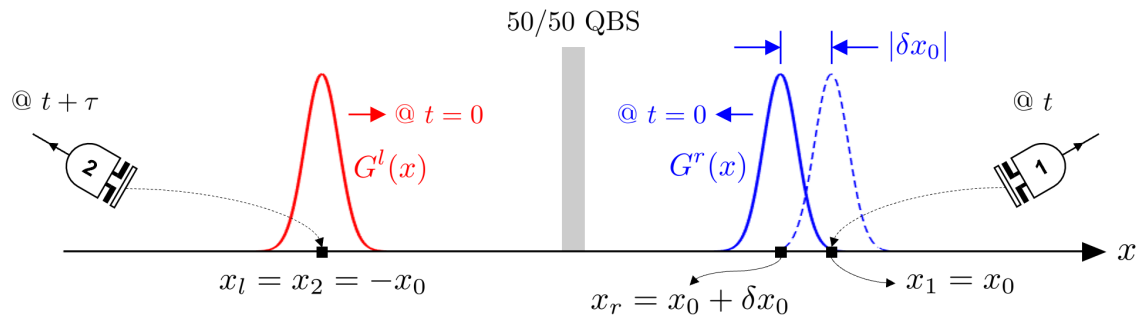 50/50 QBS
|δx₀|
@ t + τ
@ t = 0
@ t = 0
@ t
2
Gˡ(x)
Gʳ(x)
1
x
xₗ = x₂ = −x₀
xᵣ = x₀ + δx₀
x₁ = x₀